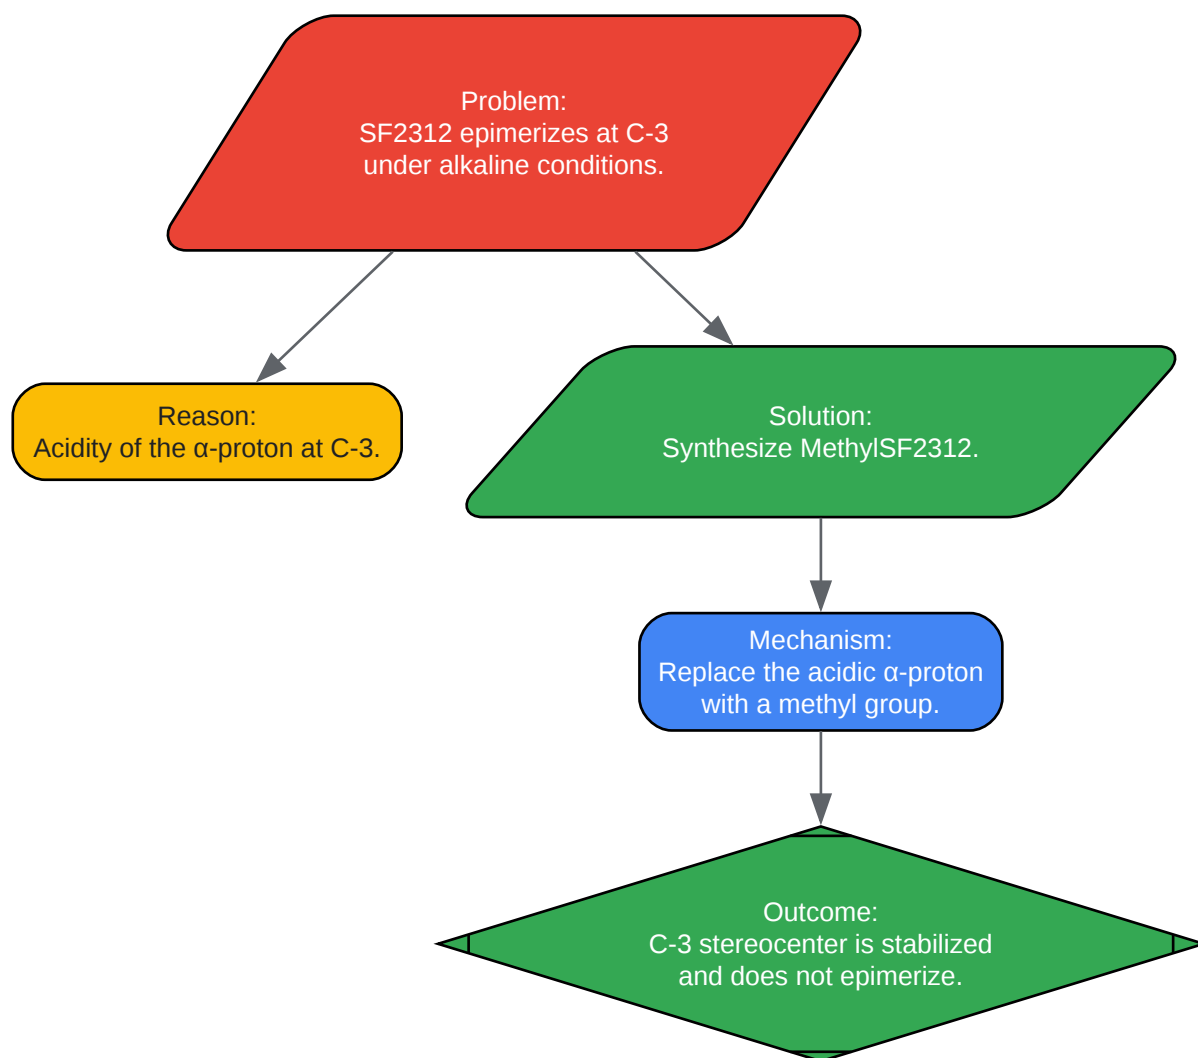 Problem:
SF2312 epimerizes at C-3
under alkaline conditions.
Reason:
Acidity of the α-proton at C-3.
Solution:
Synthesize MethylSF2312.
Mechanism:
Replace the acidic α-proton
with a methyl group.
Outcome:
C-3 stereocenter is stabilized
and does not epimerize.